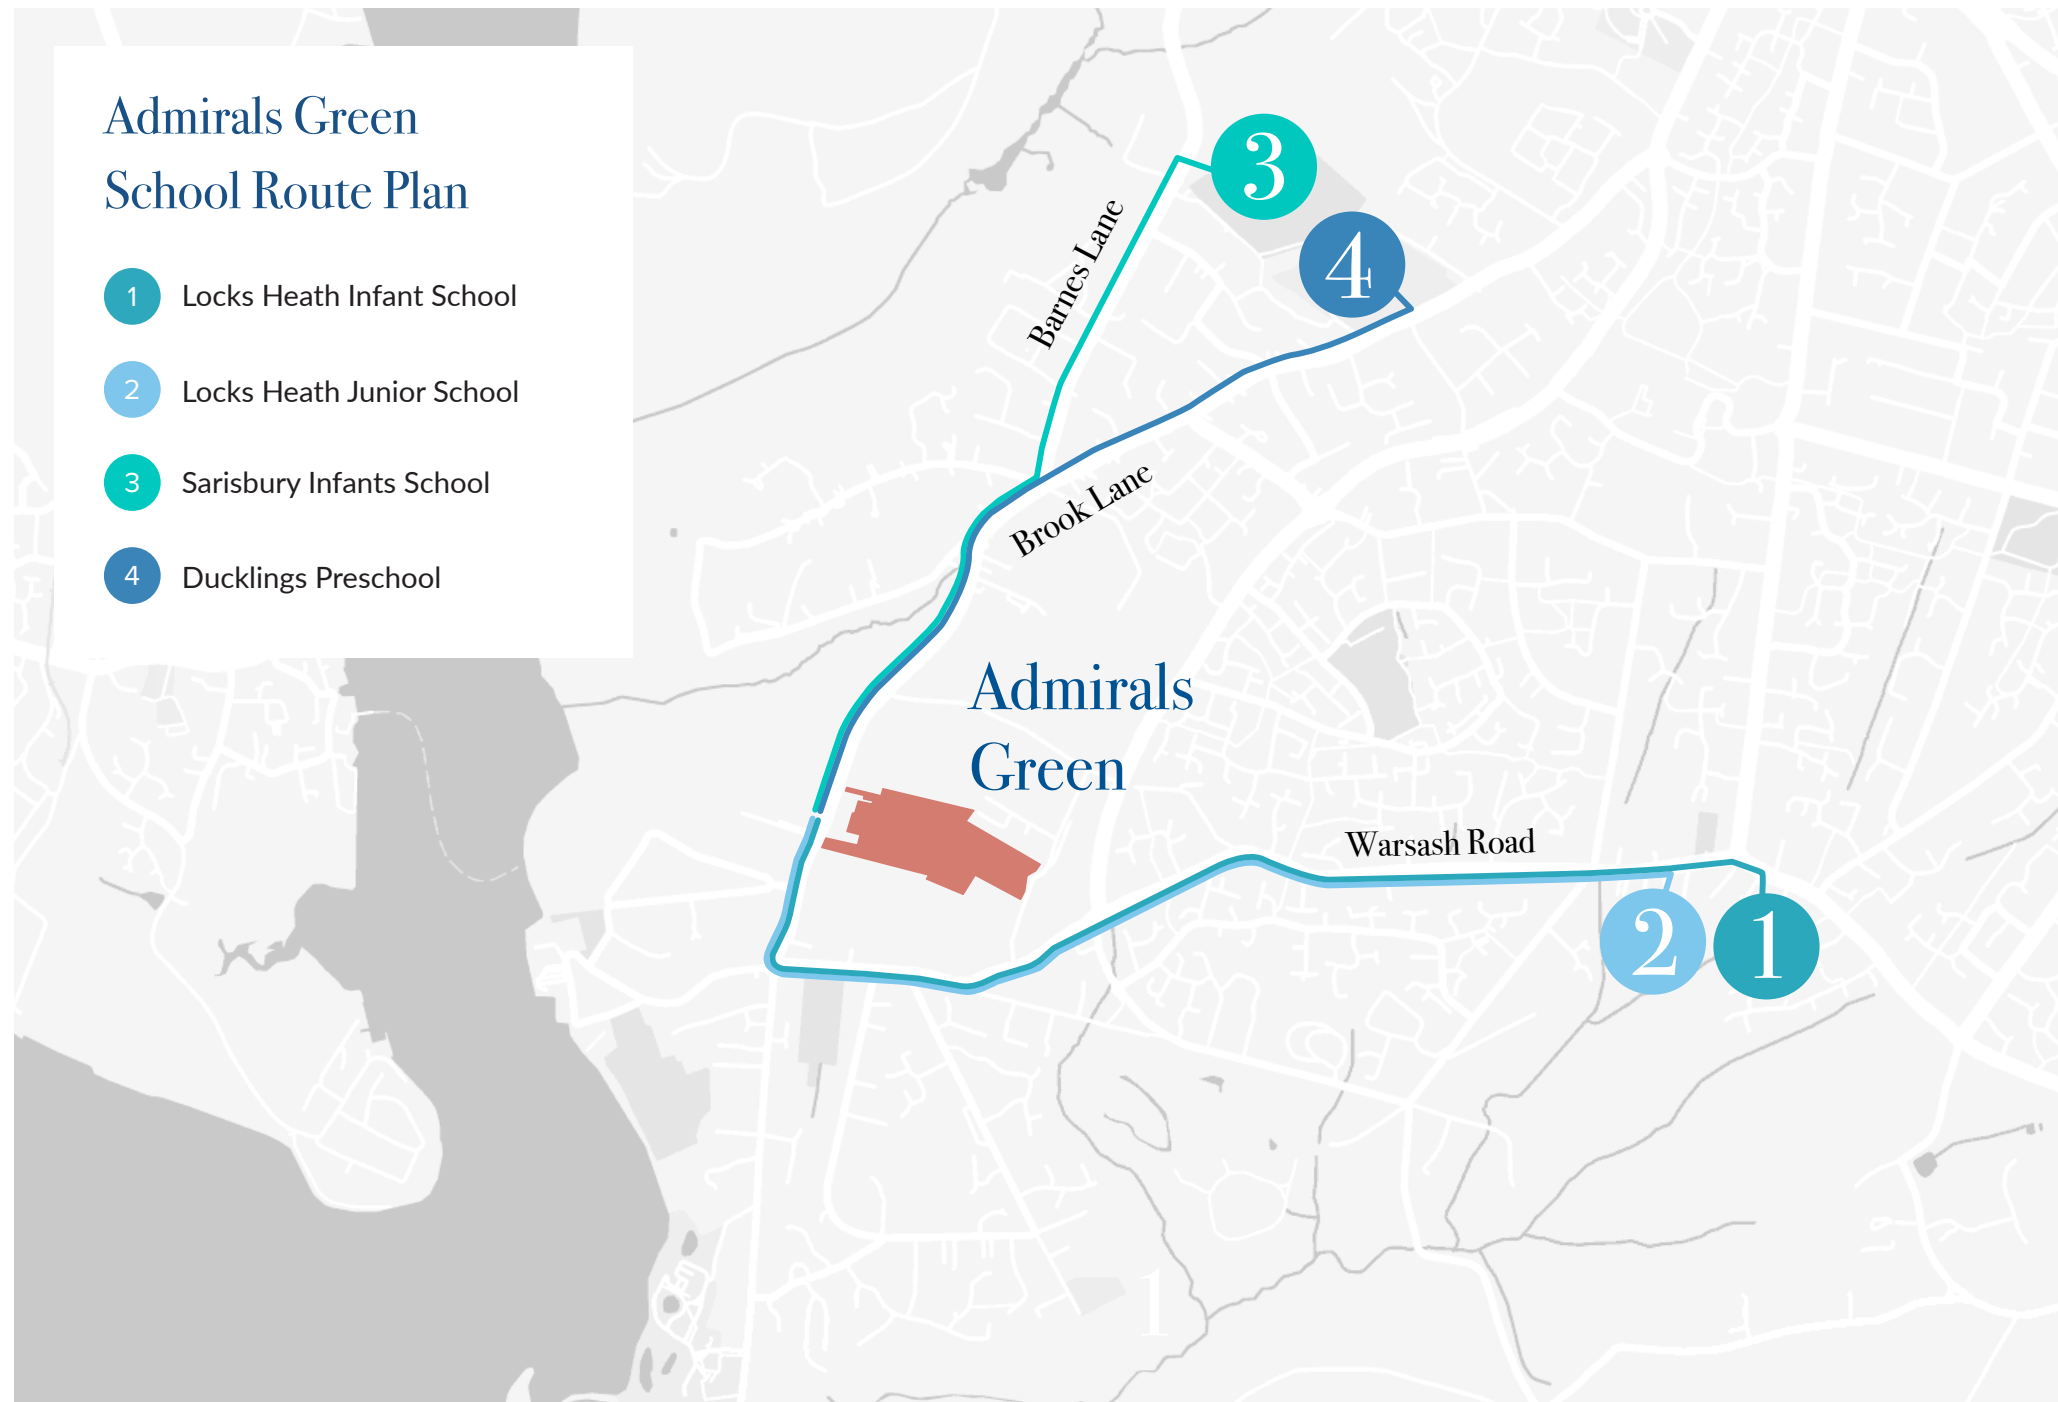 Admirals Green
School Route Plan
1 Locks Heath Infant School
2 Locks Heath Junior School
3 Sarisbury Infants School
4 Ducklings Preschool
3
4
Barnes Lane
Brook Lane
Admirals
Green
Warsash Road
2
1
1